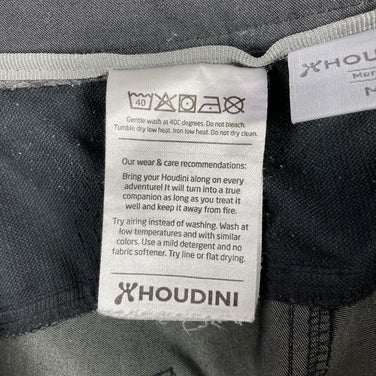 40
Gentle wash at 40C degrees. Do not bleach.
Tumble dry low heat. Iron low heat. Do not dry clean.
Our wear & care recommendations:
Bring your Houdini along on every
adventure! It will turn into a true
companion as long as you treat it
well and keep it away from fire.
Try airing instead of washing. Wash at
low temperatures and with similar
colors. Use a mild detergent and no
fabric softener. Try line or flat drying.
HOUDINI
HOUD
M